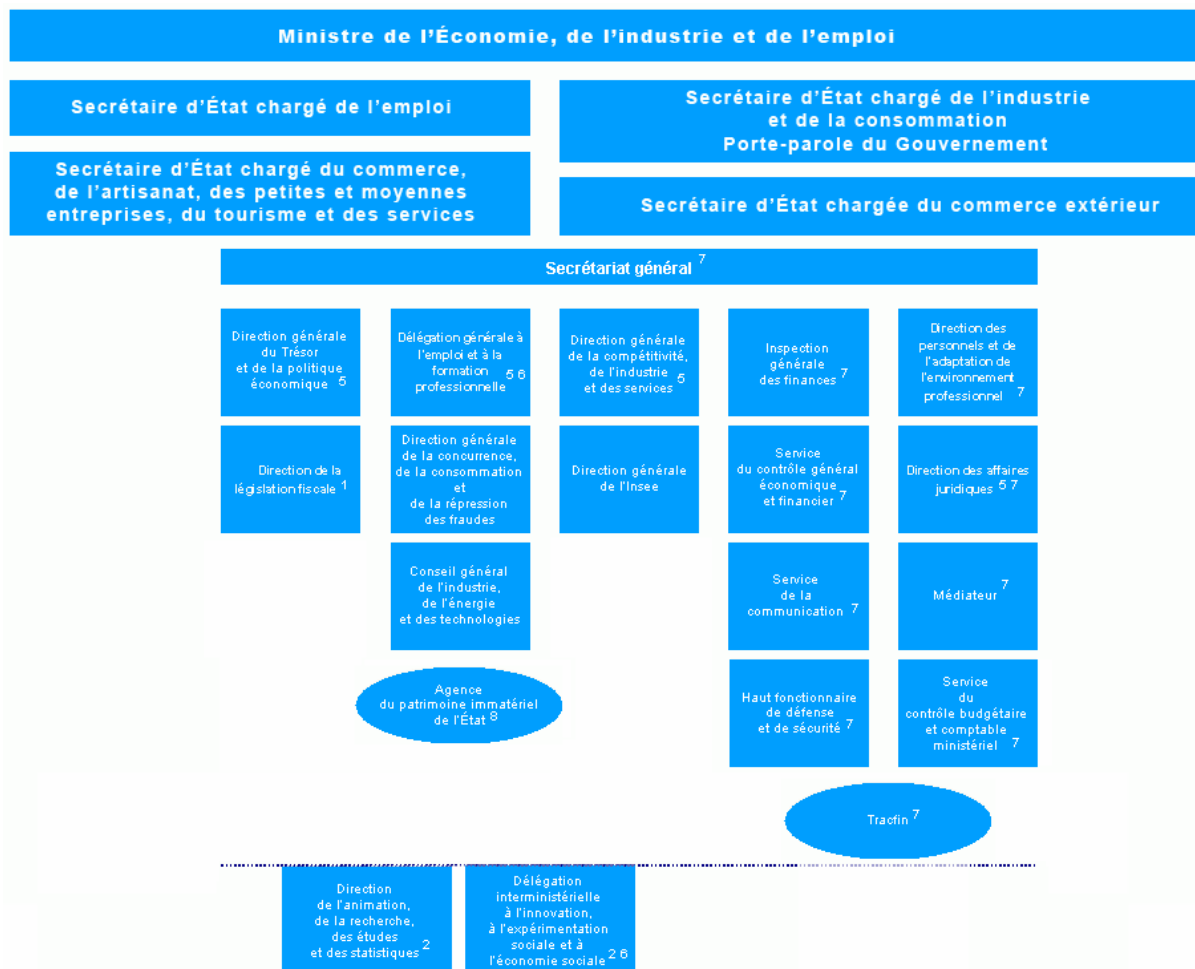 Ministre de l’Économie, de l’industrie et de l’emploi
Secrétaire d’État chargé de l’emploi
Secrétaire d’État chargé de l’industrie
et de la consommation
Porte-parole du Gouvernement
Secrétaire d’État chargé du commerce,
de l’artisanat, des petites et moyennes
entreprises, du tourisme et des services
Secrétaire d’État chargée du commerce extérieur
Secrétariat général 7
Direction générale
du Trésor
et de la politique
économique 5
Délégation générale à
l'emploi et à la
formation
professionnelle 5 6
Direction générale
de la compétitivité,
de l'industrie
et des services 5
Inspection
générale
des finances 7
Direction des
personnels et de
l'adaptation de
l'environnement
professionnel 7
Direction de la
législation fiscale 1
Direction générale
de la concurrence,
de la consommation
et
de la répression
des fraudes
Direction générale
de l'Insee
Service
du contrôle général
économique
et financier 7
Direction des affaires
juridiques 5 7
Conseil général
de l'industrie,
de l'énergie
et des technologies
Service
de la
communication 7
Médiateur 7
Agence
du patrimoine immatériel
de l'État 8
Haut fonctionnaire
de défense
et de sécurité 7
Service
du
contrôle budgétaire
et comptable
ministériel 7
Tracfin 7
Direction
de l'animation,
de la recherche,
des études
et des statistiques 2
Délégation
interministérielle
à l'innovation,
à l'expérimentation
sociale et à
l'économie sociale 2 6